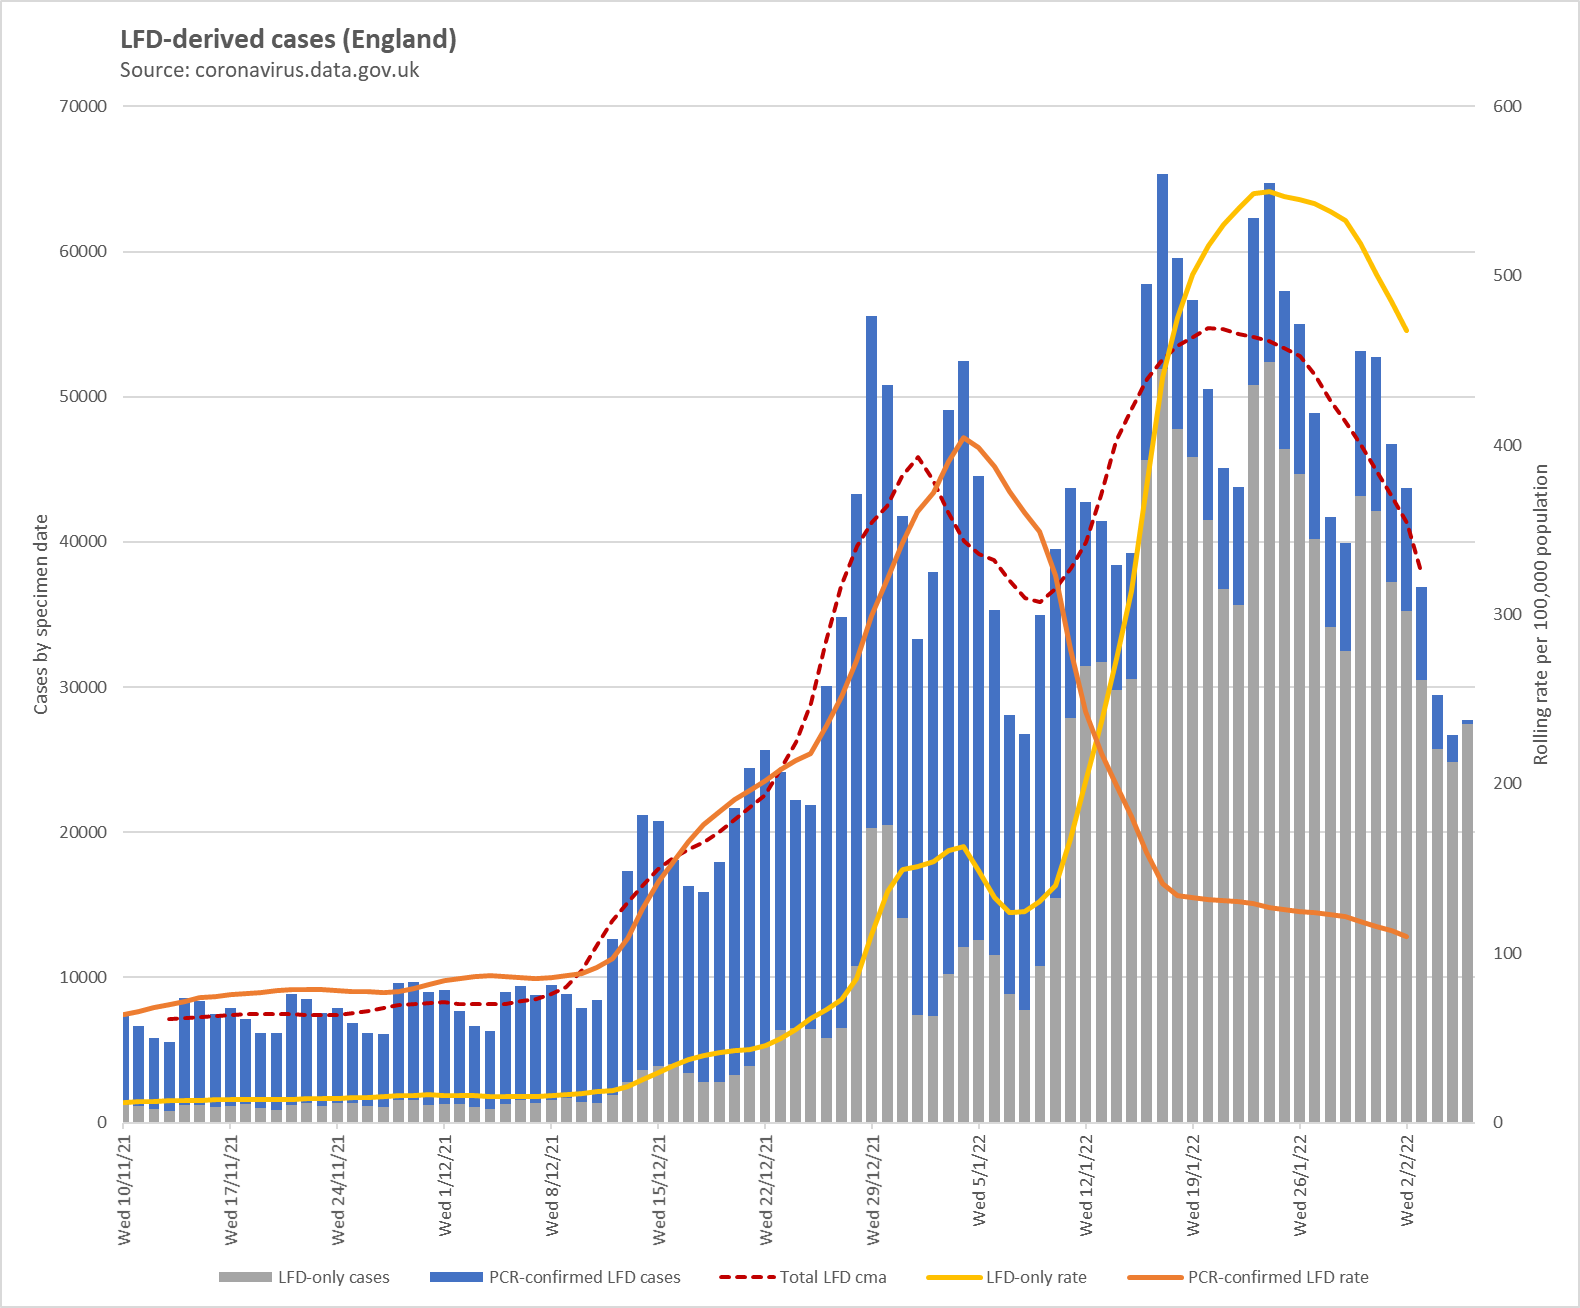 LFD-derived cases (England)
Source: coronavirus.data.gov.uk
70000
60000
50000
40000
30000
20000
10000
0
Cases by specimen date
600
500
400
300
200
100
0
Rolling rate per 100,000 population
Wed 10/11/21
Wed 17/11/21
Wed 24/11/21
Wed 1/12/21
Wed 8/12/21
Wed 15/12/21
Wed 22/12/21
Wed 29/12/21
Wed 5/1/22
Wed 12/1/22
Wed 19/1/22
Wed 26/1/22
Wed 2/2/22
LFD-only cases
PCR-confirmed LFD cases
Total LFD cma
LFD-only rate
PCR-confirmed LFD rate